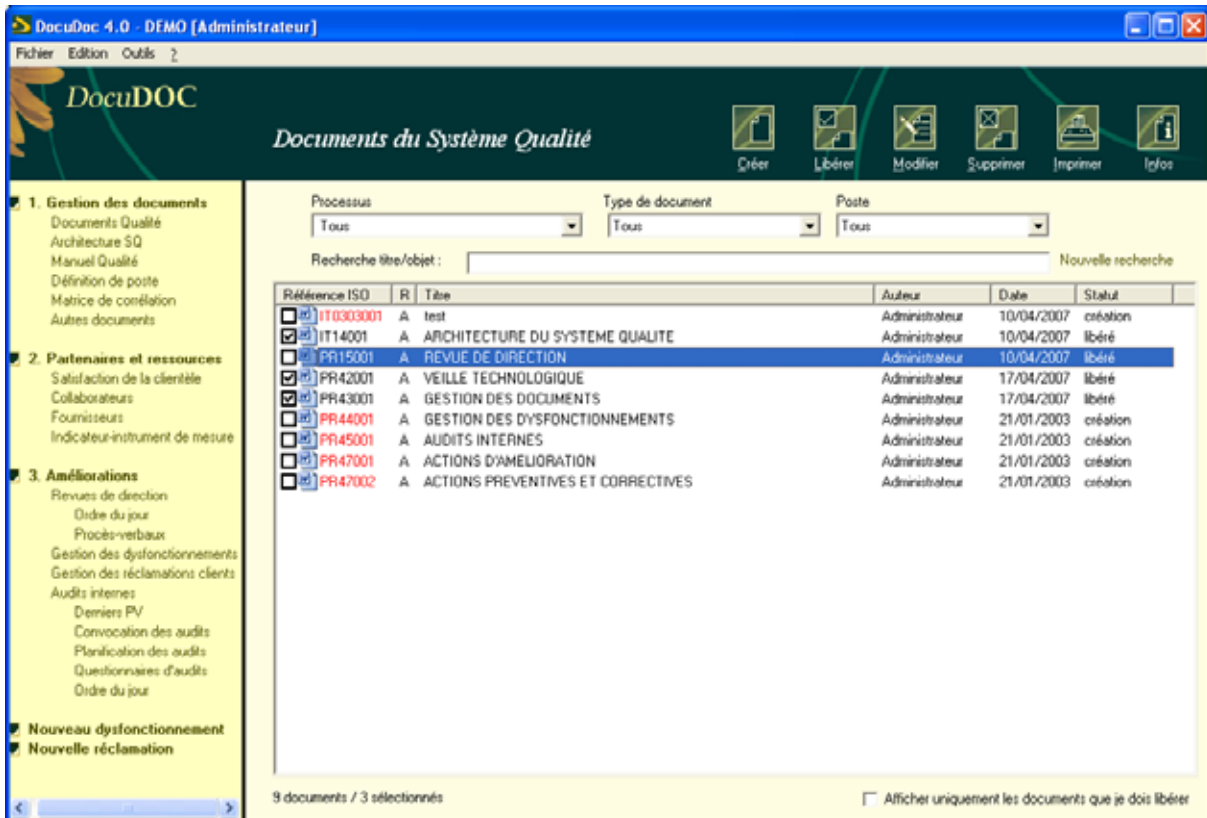 DocuDoc 4.0 - DEMO [Administrateur]
Fichier Edition Outils ?
DocuDOC
Documents du Système Qualité
Créer Libérer Modifier Supprimer Imprimer Infos
1. Gestion des documents
Documents Qualité
Architecture SQ
Manuel Qualité
Définition de poste
Matrice de corrélation
Autres documents
2. Partenaires et ressources
Satisfaction de la clientèle
Collaborateurs
Fournisseurs
Indicateur-instrument de mesure
3. Améliorations
Revues de direction
Ordre du jour
Procès-verbaux
Gestion des dysfonctionnements
Gestion des réclamations clients
Audits internes
Derniers PV
Convocation des audits
Planification des audits
Questionnaires d'audits
Ordre du jour
Nouveau dysfonctionnement
Nouvelle réclamation
Processus Type de document Poste
Tous Tous Tous
Recherche titre/objet : Nouvelle recherche
Référence ISO R Titre Auteur Date Statut
IT0303001 A test Administrateur 10/04/2007 création
IT14001 A ARCHITECTURE DU SYSTEME QUALITE Administrateur 10/04/2007 libéré
PR15001 A REVUE DE DIRECTION Administrateur 10/04/2007 libéré
PR42001 A VEILLE TECHNOLOGIQUE Administrateur 17/04/2007 libéré
PR43001 A GESTION DES DOCUMENTS Administrateur 17/04/2007 libéré
PR44001 A GESTION DES DYSFONCTIONNEMENTS Administrateur 21/01/2003 création
PR45001 A AUDITS INTERNES Administrateur 21/01/2003 création
PR47001 A ACTIONS D'AMELIORATION Administrateur 21/01/2003 création
PR47002 A ACTIONS PREVENTIVES ET CORRECTIVES Administrateur 21/01/2003 création
9 documents / 3 sélectionnés Afficher uniquement les documents que je dois libérer